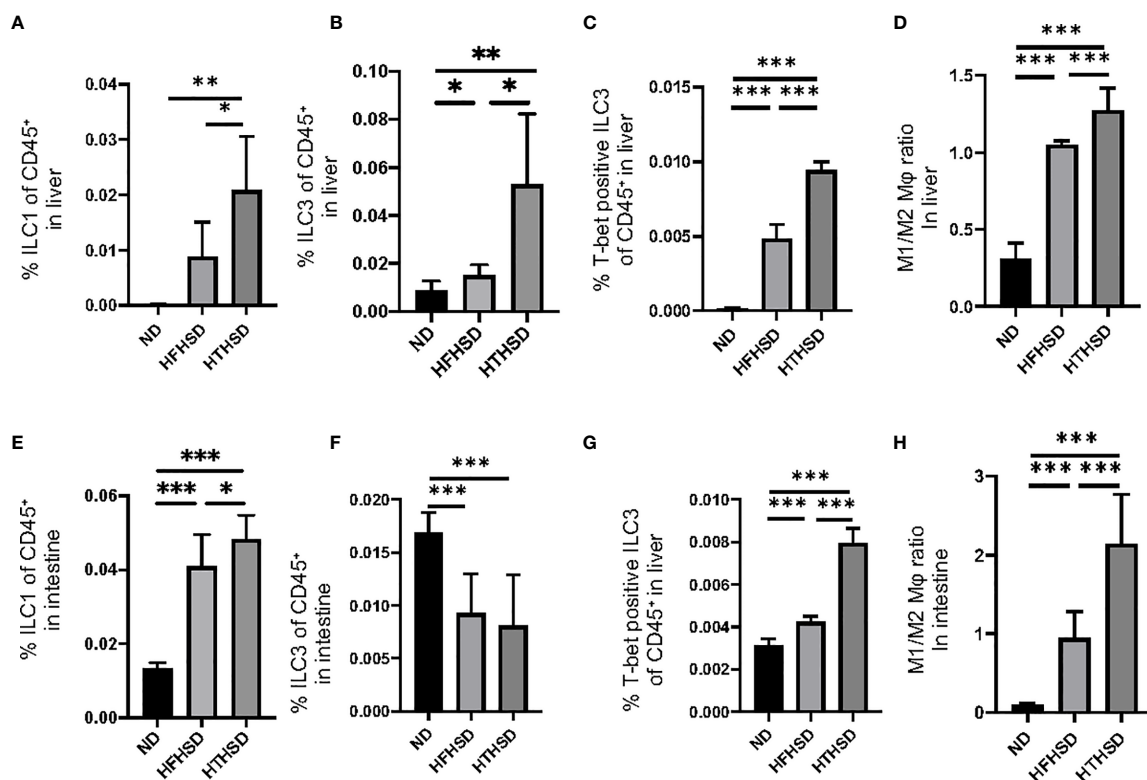 A
% ILC1 of CD45⁺
in liver
0.04
0.03
0.02
0.01
0.00
**
*
ND
HFHSD
HTHSD
B
% ILC3 of CD45⁺
in liver
0.10
0.08
0.06
0.04
0.02
0.00
**
* *
ND
HFHSD
HTHSD
C
% T-bet positive ILC3
of CD45⁺ in liver
0.015
0.010
0.005
0.000
***
*** ***
ND
HFHSD
HTHSD
D
M1/M2 Mφ ratio
In liver
1.5
1.0
0.5
0.0
***
*** ***
ND
HFHSD
HTHSD
E
% ILC1 of CD45⁺
in intestine
0.06
0.04
0.02
0.00
***
*** *
ND
HFHSD
HTHSD
F
% ILC3 of CD45⁺
in intestine
0.020
0.015
0.010
0.005
0.000
***
***
ND
HFHSD
HTHSD
G
% T-bet positive ILC3
of CD45⁺ in liver
0.010
0.008
0.006
0.004
0.002
0.000
***
*** ***
ND
HFHSD
HTHSD
H
M1/M2 Mφ ratio
In intestine
3
2
1
0
***
*** ***
ND
HFHSD
HTHSD